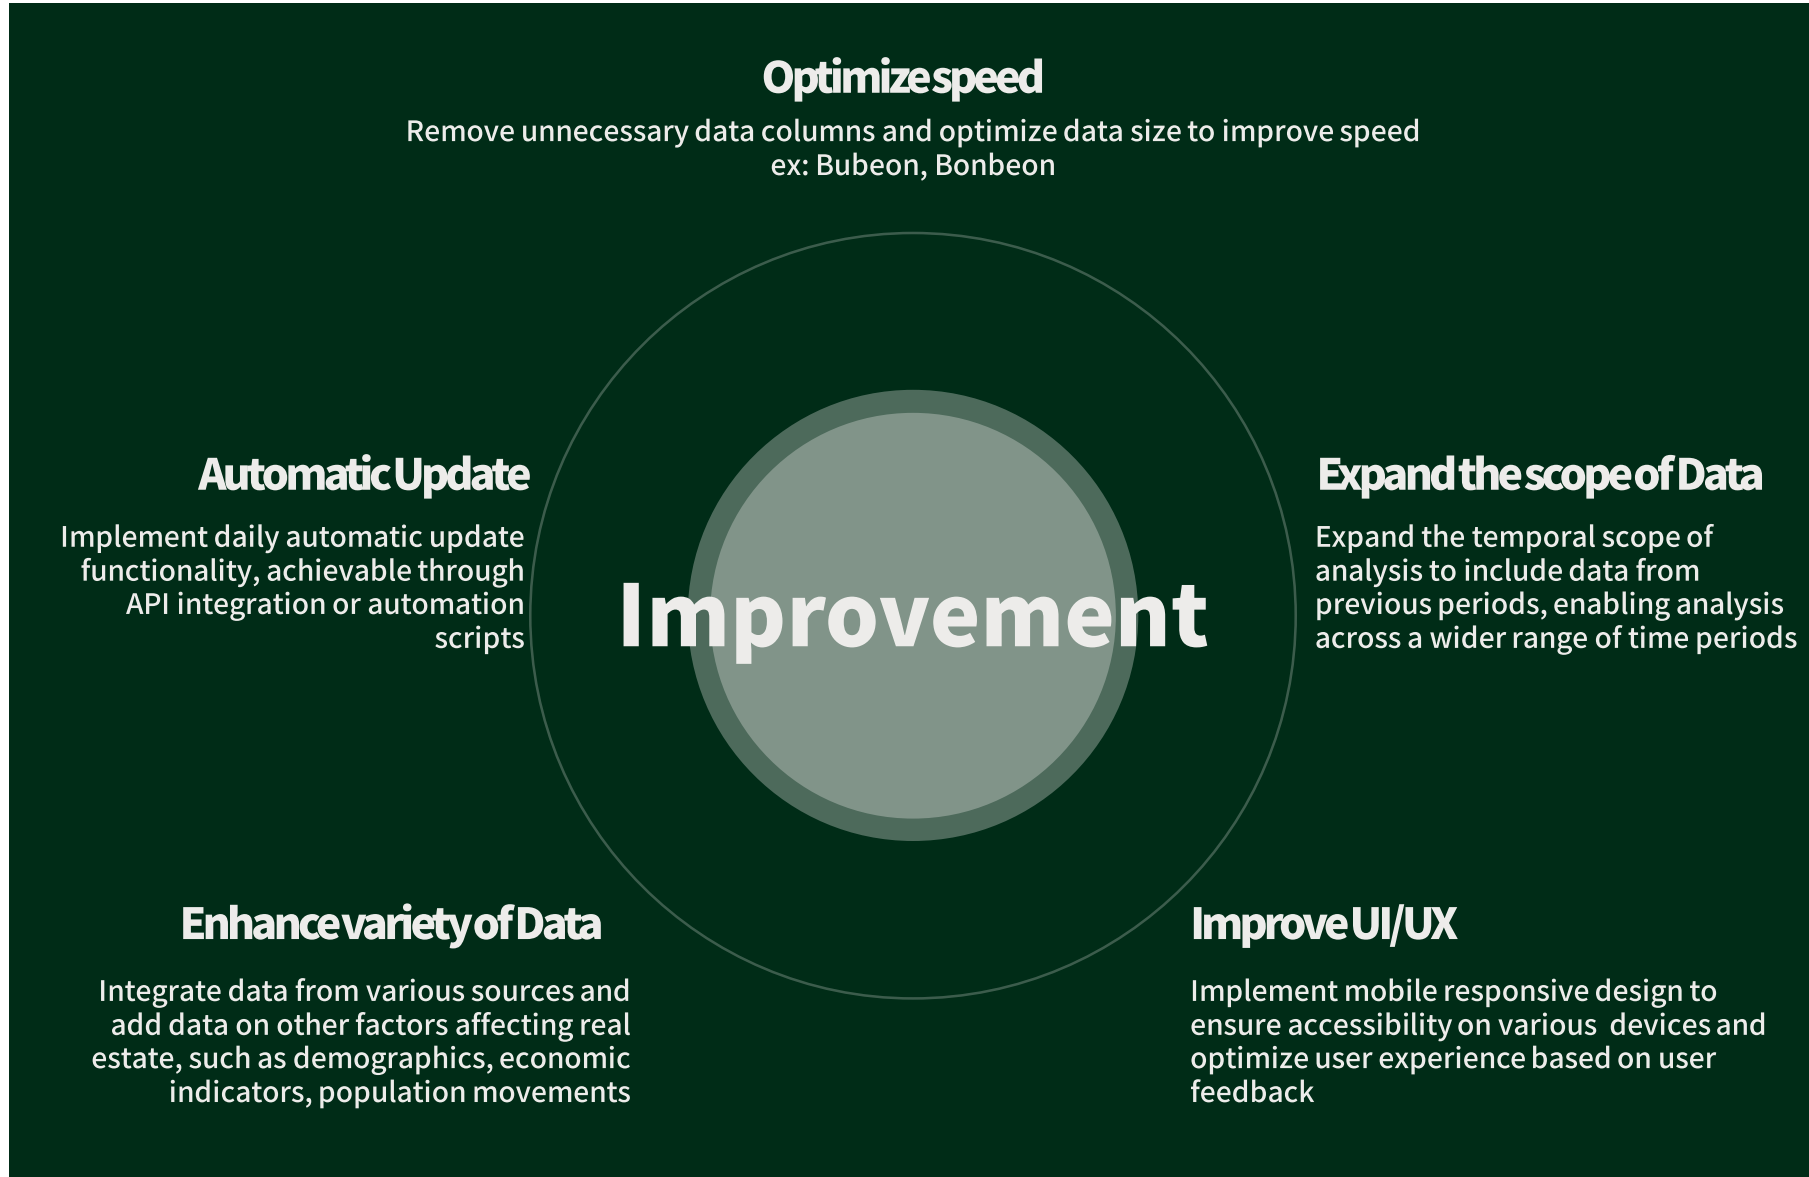 Optimize speed
Remove unnecessary data columns and optimize data size to improve speed
ex: Bubeon, Bonbeon
Automatic Update
Implement daily automatic update
functionality, achievable through
API integration or automation
scripts
Improvement
Expand the scope of Data
Expand the temporal scope of
analysis to include data from
previous periods, enabling analysis
across a wider range of time periods
Enhance variety of Data
Integrate data from various sources and
add data on other factors affecting real
estate, such as demographics, economic
indicators, population movements
Improve UI/UX
Implement mobile responsive design to
ensure accessibility on various devices and
optimize user experience based on user
feedback